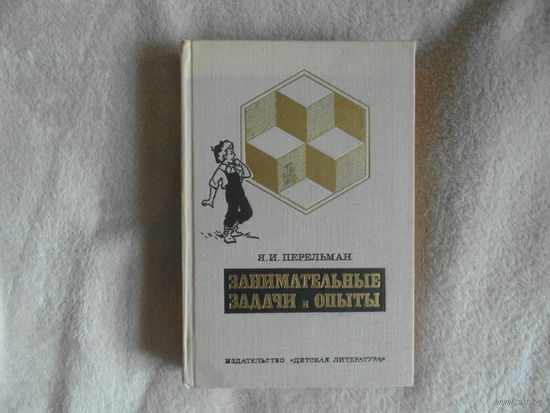 Я. И. ПЕРЕЛЬМАН
ЗАНИМАТЕЛЬНЫЕ
ЗАДАЧИ и ОПЫТЫ
ИЗДАТЕЛЬСТВО «ДЕТСКАЯ ЛИТЕРАТУРА»